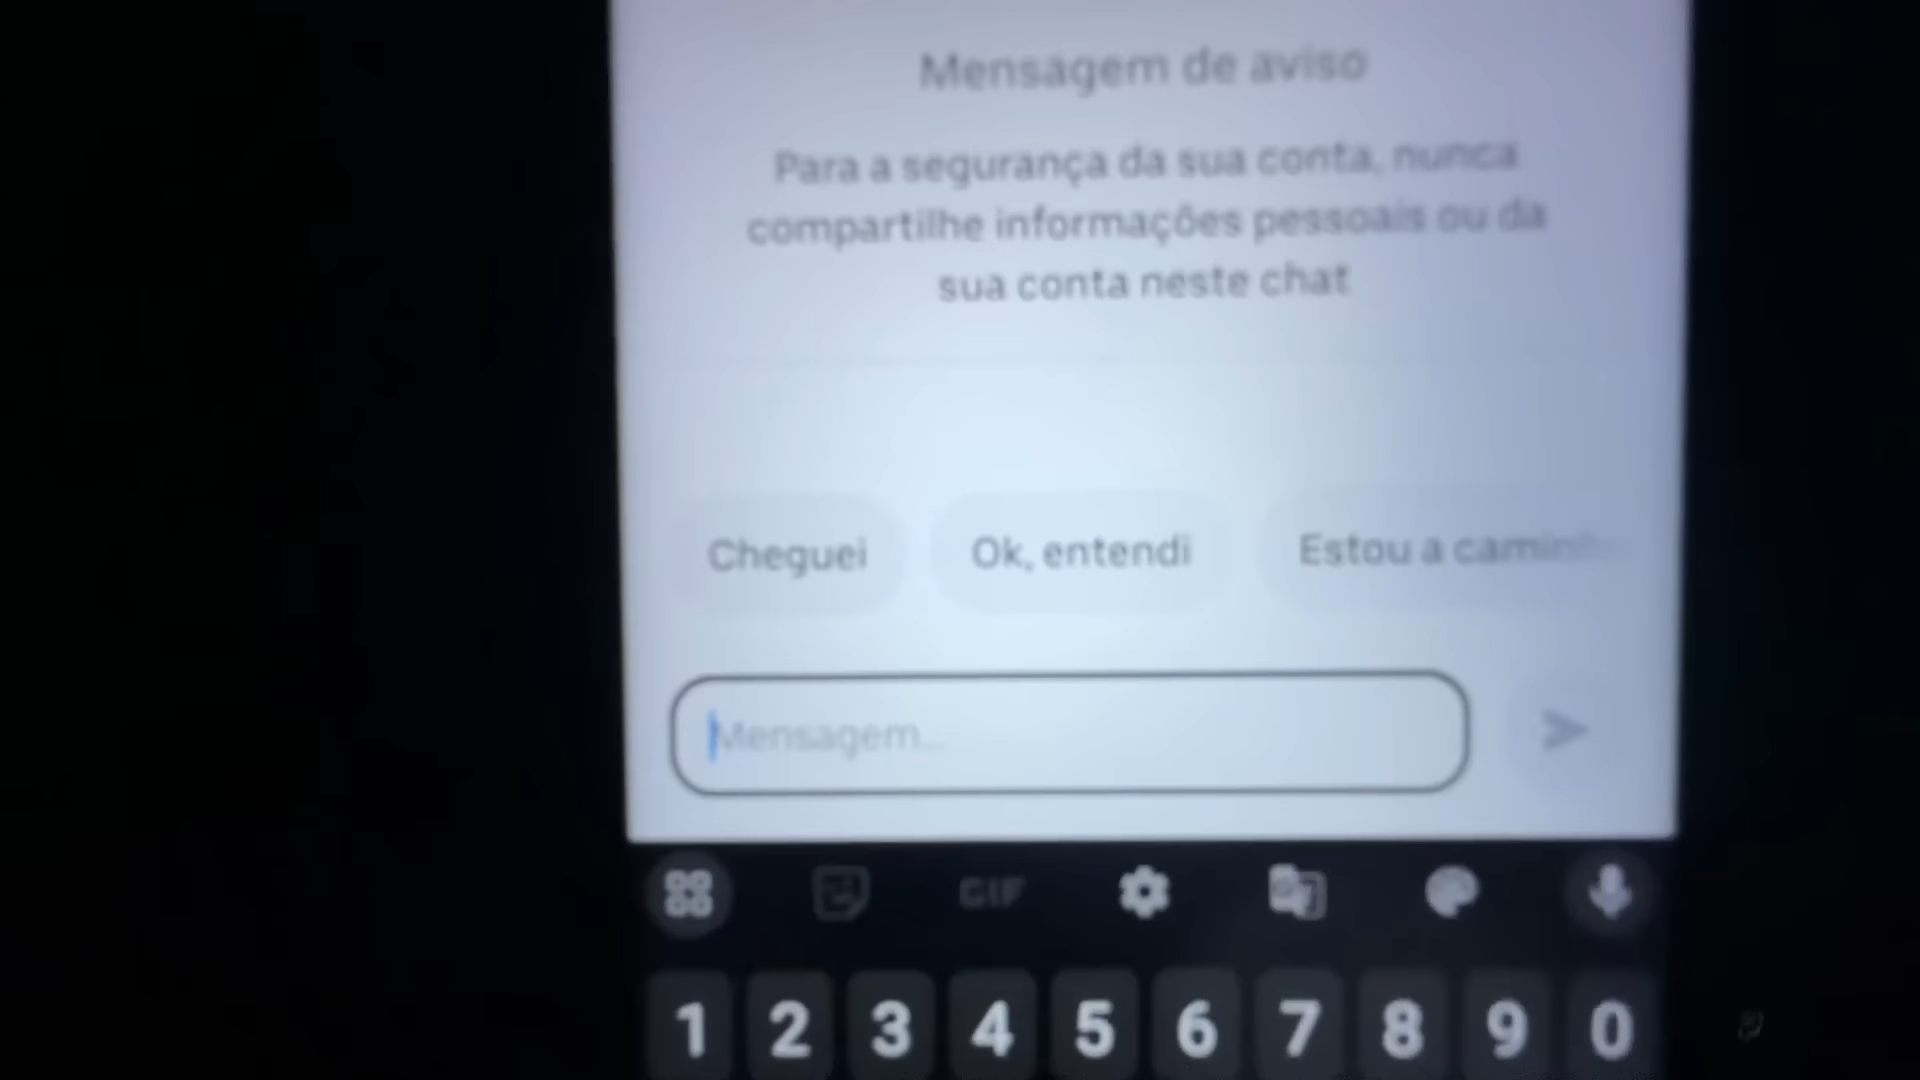 Mensagem de aviso
Para a segurança da sua conta, nunca
compartilhe informações pessoais ou da
sua conta neste chat
Cheguei
Ok, entendi
Estou a caminh
Mensagem...
GIF
1 2 3 4 5 6 7 8 9 0